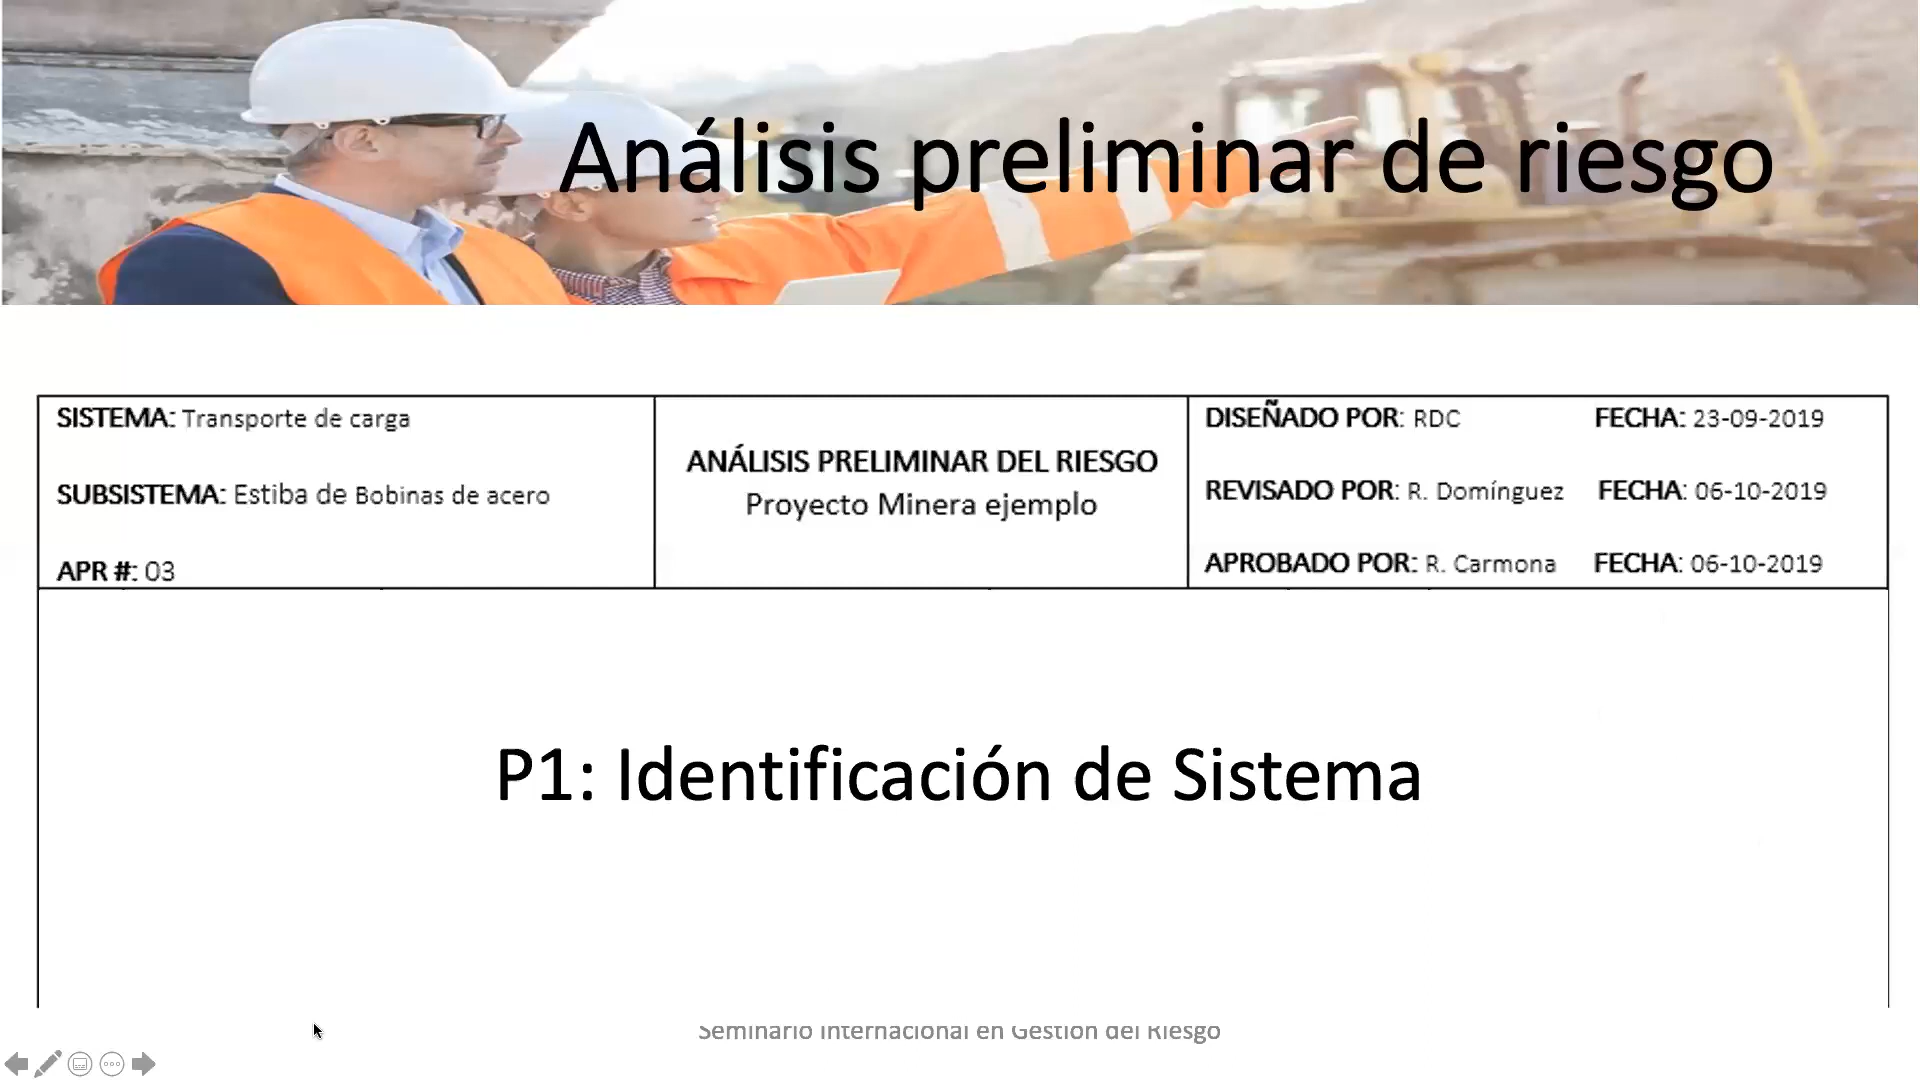 Análisis preliminar de riesgo
SISTEMA: Transporte de carga
SUBSISTEMA: Estiba de Bobinas de acero
APR #: 03
ANÁLISIS PRELIMINAR DEL RIESGO
Proyecto Minera ejemplo
DISEÑADO POR: RDC FECHA: 23-09-2019
REVISADO POR: R. Domínguez FECHA: 06-10-2019
APROBADO POR: R. Carmona FECHA: 06-10-2019
P1: Identificación de Sistema
Seminario Internacional en Gestión del Riesgo